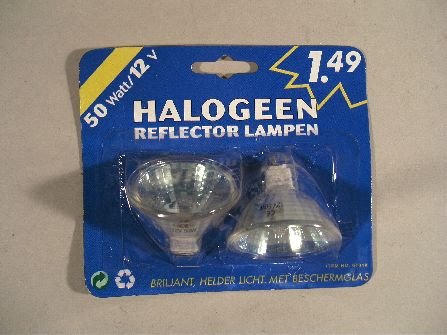 50 Watt/12 V
1.49
HALOGEEN
REFLECTOR LAMPEN
BRILJANT, HELDER LICHT. MET BESCHERMGLAS